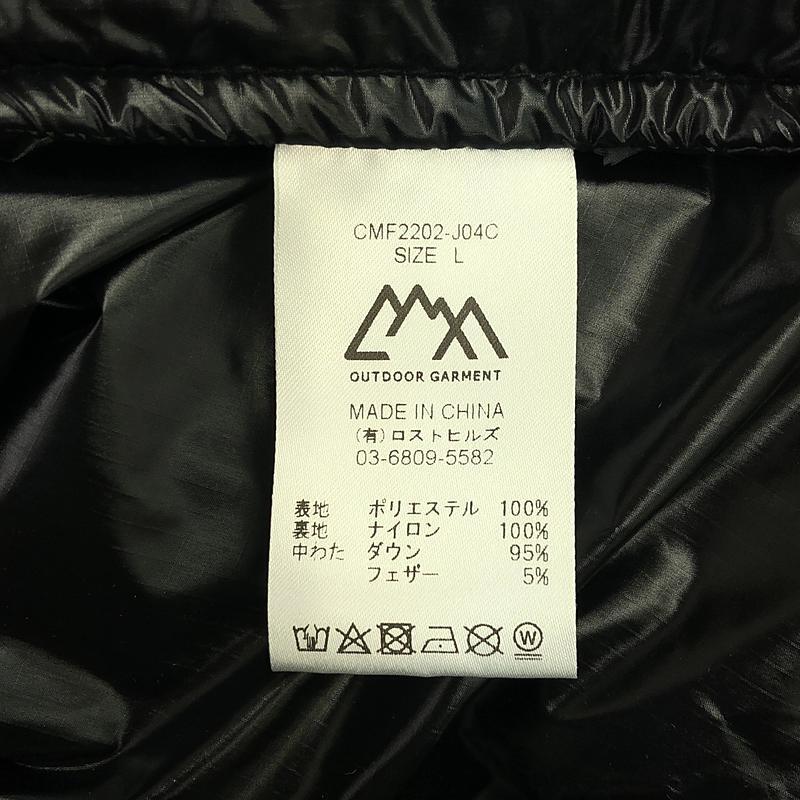 CMF2202-J04C
SIZE L
OUTDOOR GARMENT
MADE IN CHINA
(有)ロストヒルズ
03-6809-5582
表地 ポリエステル 100%
裏地 ナイロン 100%
中わた ダウン 95%
フェザー 5%
W